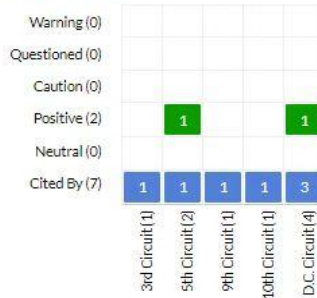 Warning (0)
Questioned (0)
Caution (0)
Positive (2)
1 1
Neutral (0)
Cited By (7)
1 1 1 1 3
3rd Circuit (1)
5th Circuit (2)
9th Circuit (1)
10th Circuit (1)
D.C. Circuit (4)